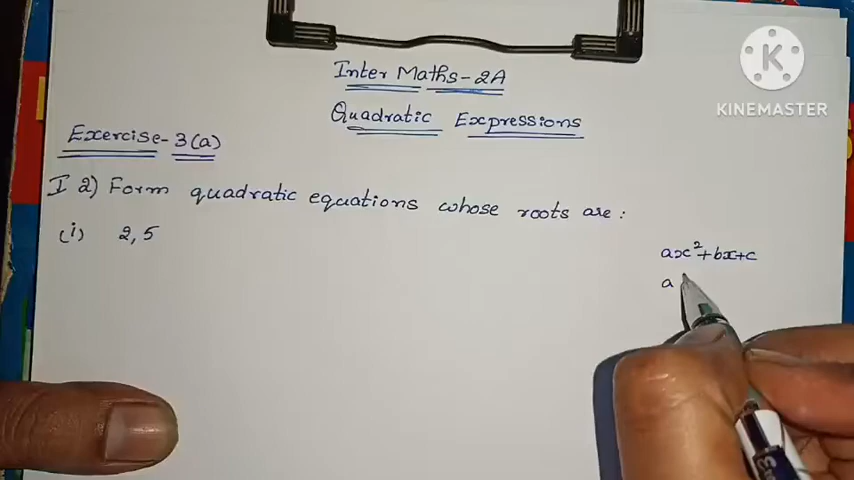 Inter Maths-2A
Quadratic Expressions
Exercise-3(a)
I 2) Form quadratic equations whose roots are:
(i) 2,5
ax²+bx+c
a
KINEMASTER